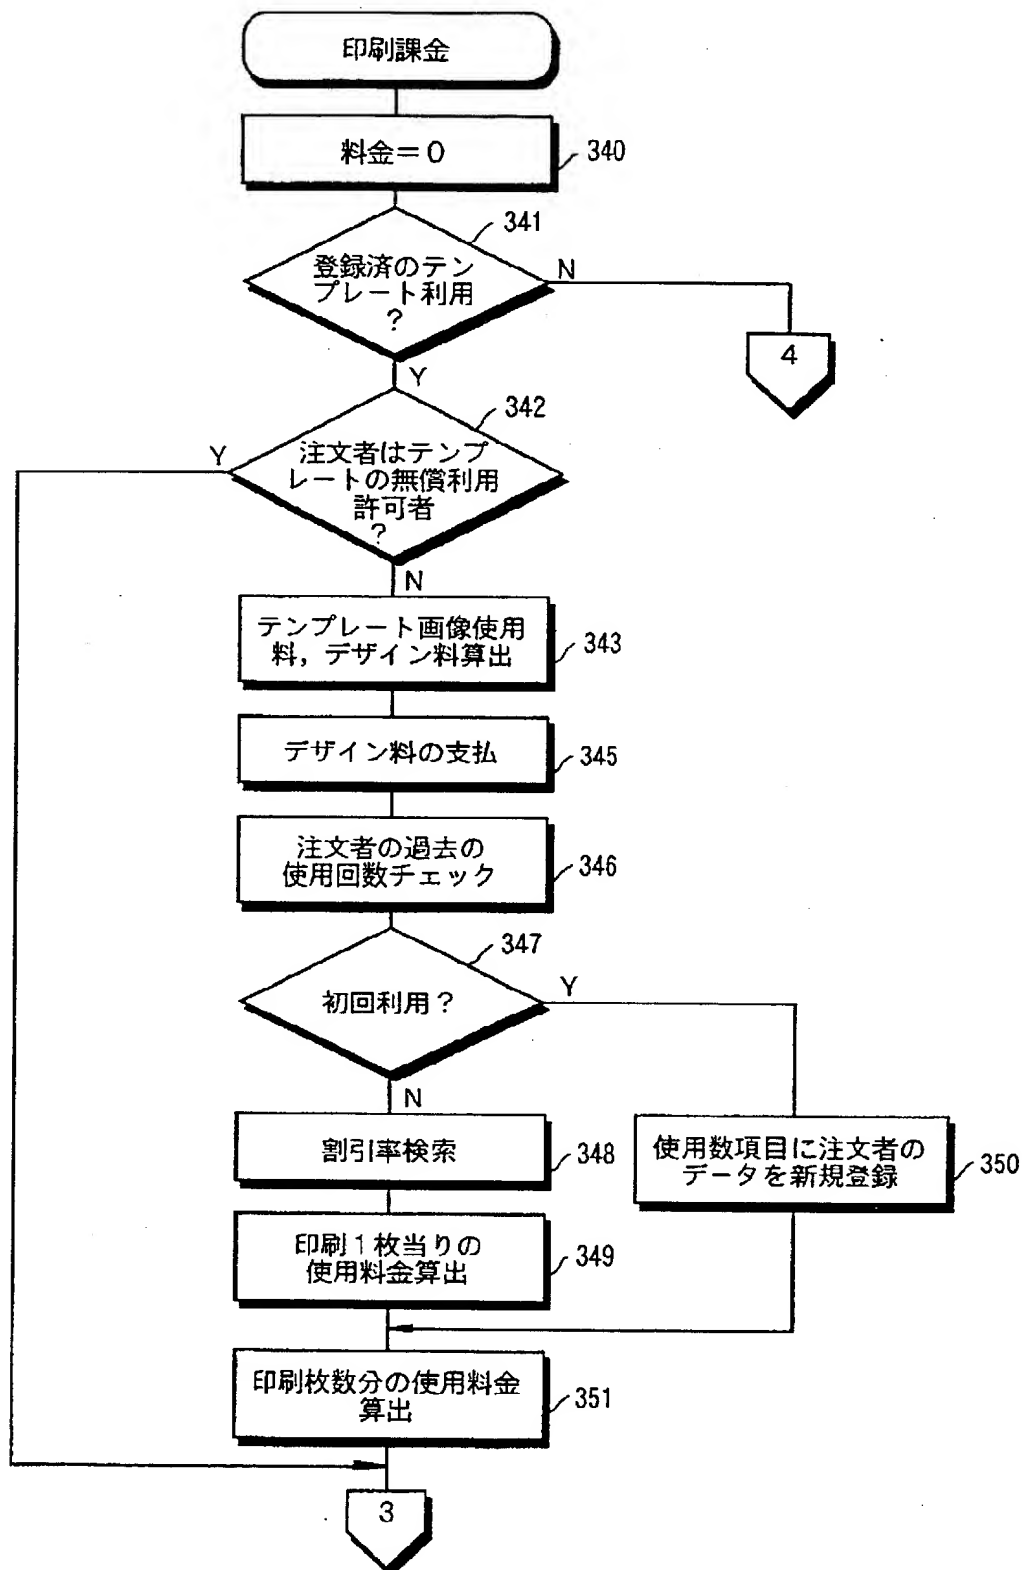 印刷課金
料金＝0
340
341
登録済のテン
プレート利用
?
N
4
Y
342
Y
注文者はテンプ
レートの無償利用
許可者
?
N
テンプレート画像使用
料，デザイン料算出
343
デザイン料の支払
345
注文者の過去の
使用回数チェック
346
347
初回利用？
Y
N
割引率検索
348
使用数項目に注文者の
データを新規登録
350
印刷1枚当りの
使用料金算出
349
印刷枚数分の使用料金
算出
351
3